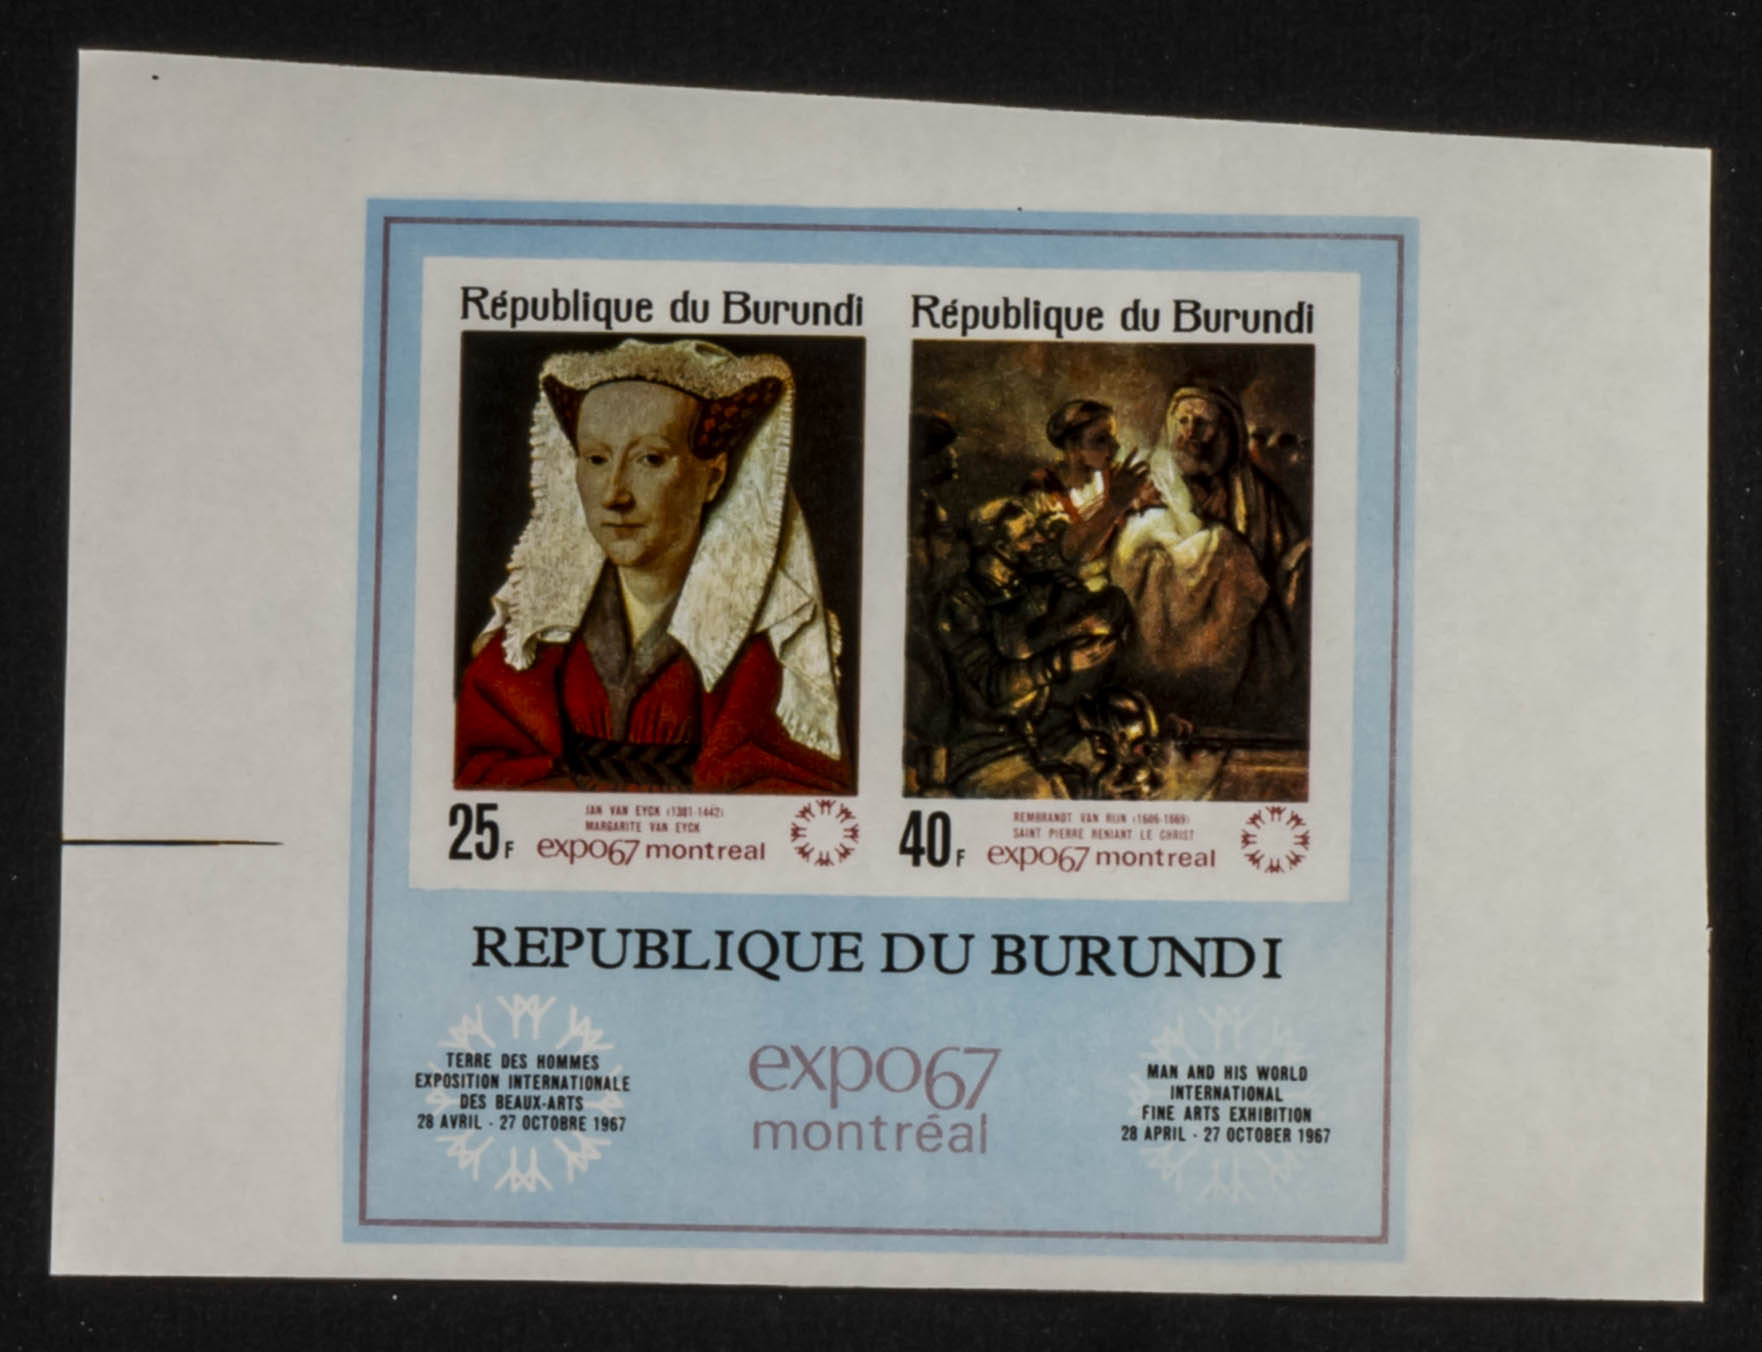 République du Burundi
République du Burundi
25F
JAN VAN EYCK (1381-1442)
MARGARITE VAN EYCK
expo67 montreal
40F
REMBRANDT VAN RIJN (1606-1669)
SAINT PIERRE RENIANT LE CHRIST
expo67 montreal
REPUBLIQUE DU BURUNDI
TERRE DES HOMMES
EXPOSITION INTERNATIONALE
DES BEAUX-ARTS
28 AVRIL - 27 OCTOBRE 1967
expo67
montréal
MAN AND HIS WORLD
INTERNATIONAL
FINE ARTS EXHIBITION
28 APRIL - 27 OCTOBER 1967